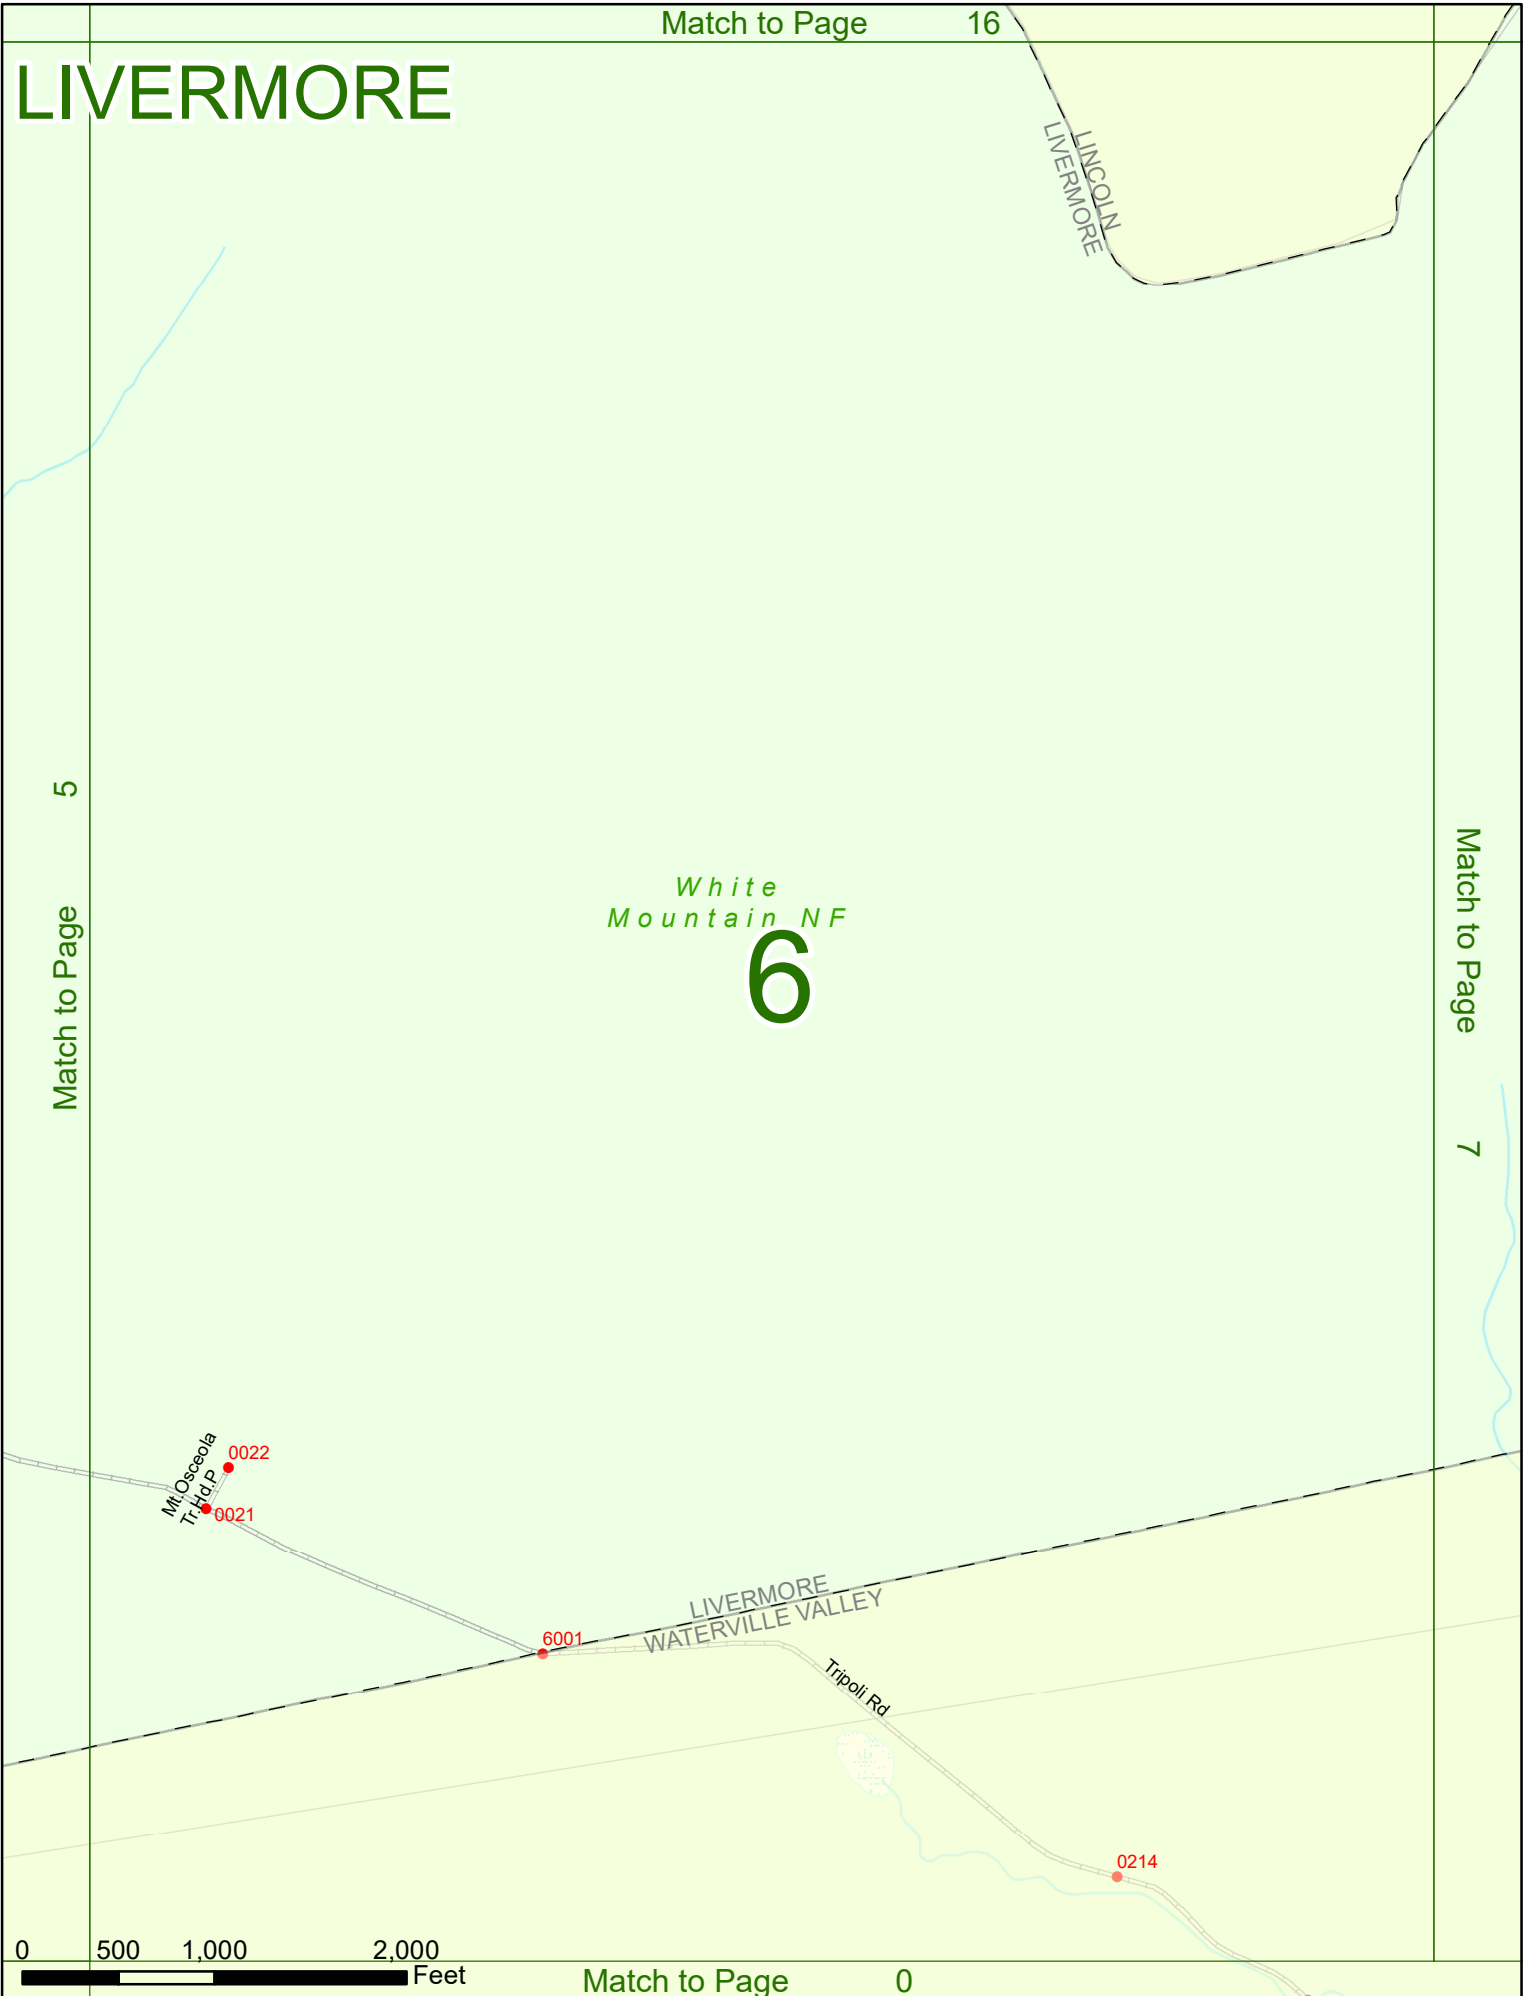 Match to Page 16
LIVERMORE
LINCOLN
LIVERMORE
5
Match to Page
White
Mountain NF
6
Match to Page
7
Mt.Osceola
Tr.Hd.P
0022
0021
6001
LIVERMORE
WATERVILLE VALLEY
Tripoli Rd
0214
0 500 1,000 2,000
Feet
Match to Page 0